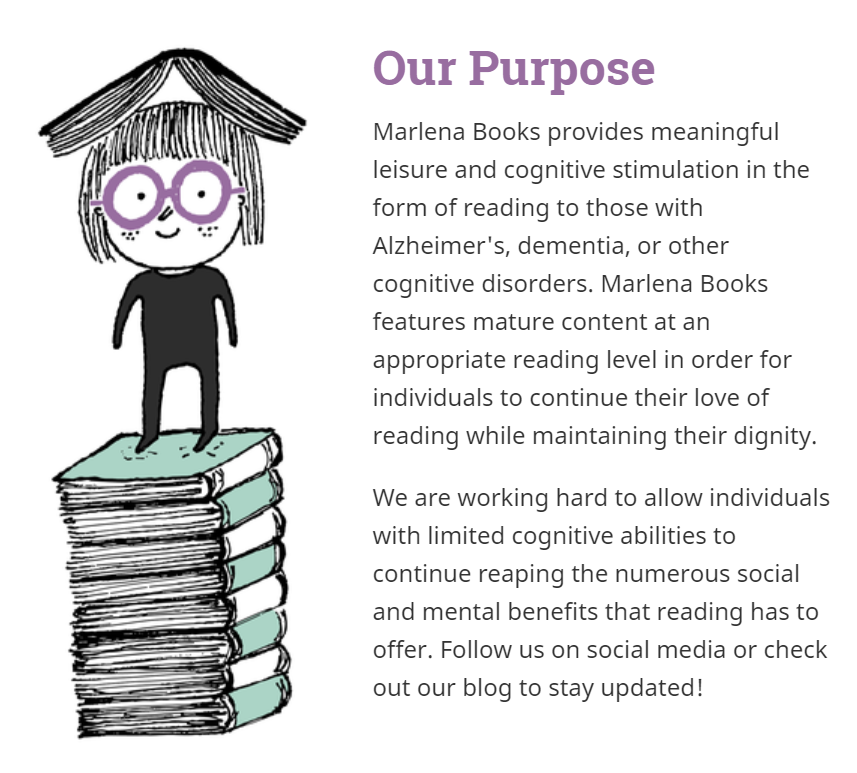 Our Purpose
Marlena Books provides meaningful
leisure and cognitive stimulation in the
form of reading to those with
Alzheimer's, dementia, or other
cognitive disorders. Marlena Books
features mature content at an
appropriate reading level in order for
individuals to continue their love of
reading while maintaining their dignity.
We are working hard to allow individuals
with limited cognitive abilities to
continue reaping the numerous social
and mental benefits that reading has to
offer. Follow us on social media or check
out our blog to stay updated!